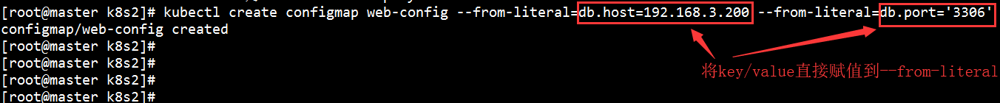 [root@master k8s2]# kubectl create configmap web-config --from-literal=db.host=192.168.3.200 --from-literal=db.port='3306'
configmap/web-config created
[root@master k8s2]#
[root@master k8s2]#
将key/value直接赋值到--from-literal
[root@master k8s2]#
[root@master k8s2]#